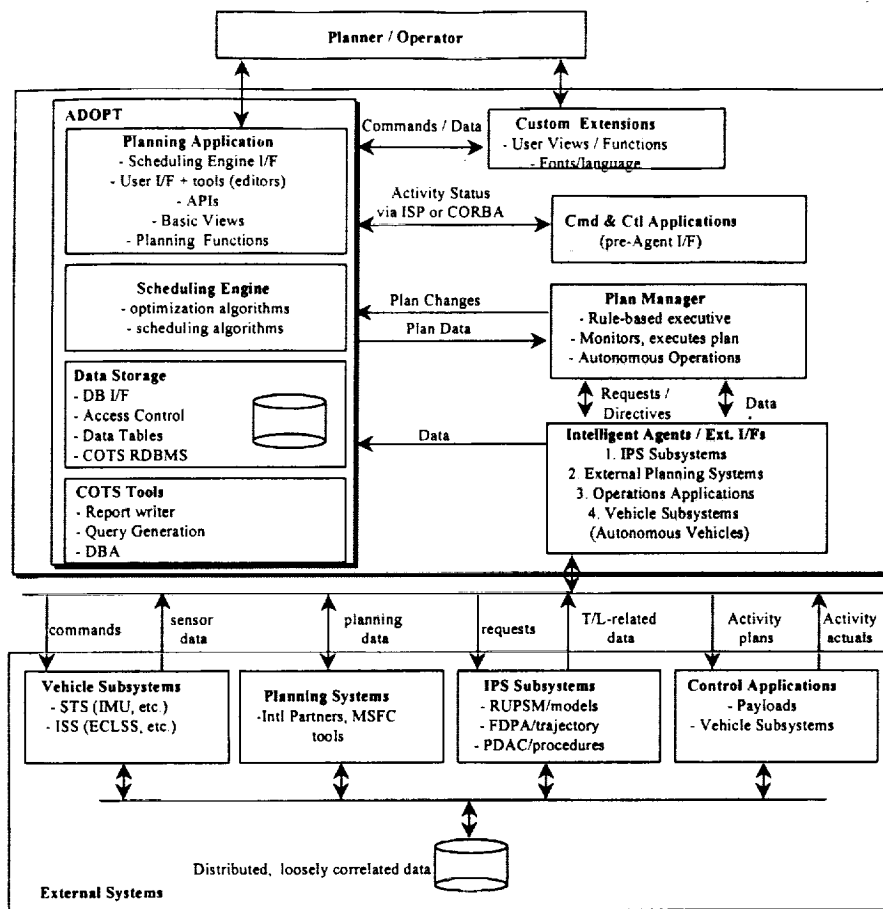 Planner / Operator
ADOPT
Planning Application
- Scheduling Engine I/F
- User I/F + tools (editors)
- APIs
- Basic Views
- Planning Functions
Commands / Data
Custom Extensions
- User Views / Functions
- Fonts/language
Activity Status
via ISP or CORBA
Cmd & Ctl Applications
(pre-Agent I/F)
Scheduling Engine
- optimization algorithms
- scheduling algorithms
Plan Changes
Plan Data
Plan Manager
- Rule-based executive
- Monitors, executes plan
- Autonomous Operations
Data Storage
- DB I/F
- Access Control
- Data Tables
- COTS RDBMS
Requests /
Directives
Data
Data
Intelligent Agents / Ext. I/Fs
1. IPS Subsystems
2. External Planning Systems
3. Operations Applications
4. Vehicle Subsystems
(Autonomous Vehicles)
COTS Tools
- Report writer
- Query Generation
- DBA
commands
sensor
data
planning
data
requests
T/L-related
data
Activity
plans
Activity
actuals
Vehicle Subsystems
- STS (IMU, etc.)
- ISS (ECLSS, etc.)
Planning Systems
-Intl Partners, MSFC
tools
IPS Subsystems
- RUPSM/models
- FDPA/trajectory
- PDAC/procedures
Control Applications
- Payloads
- Vehicle Subsystems
Distributed, loosely correlated data
External Systems